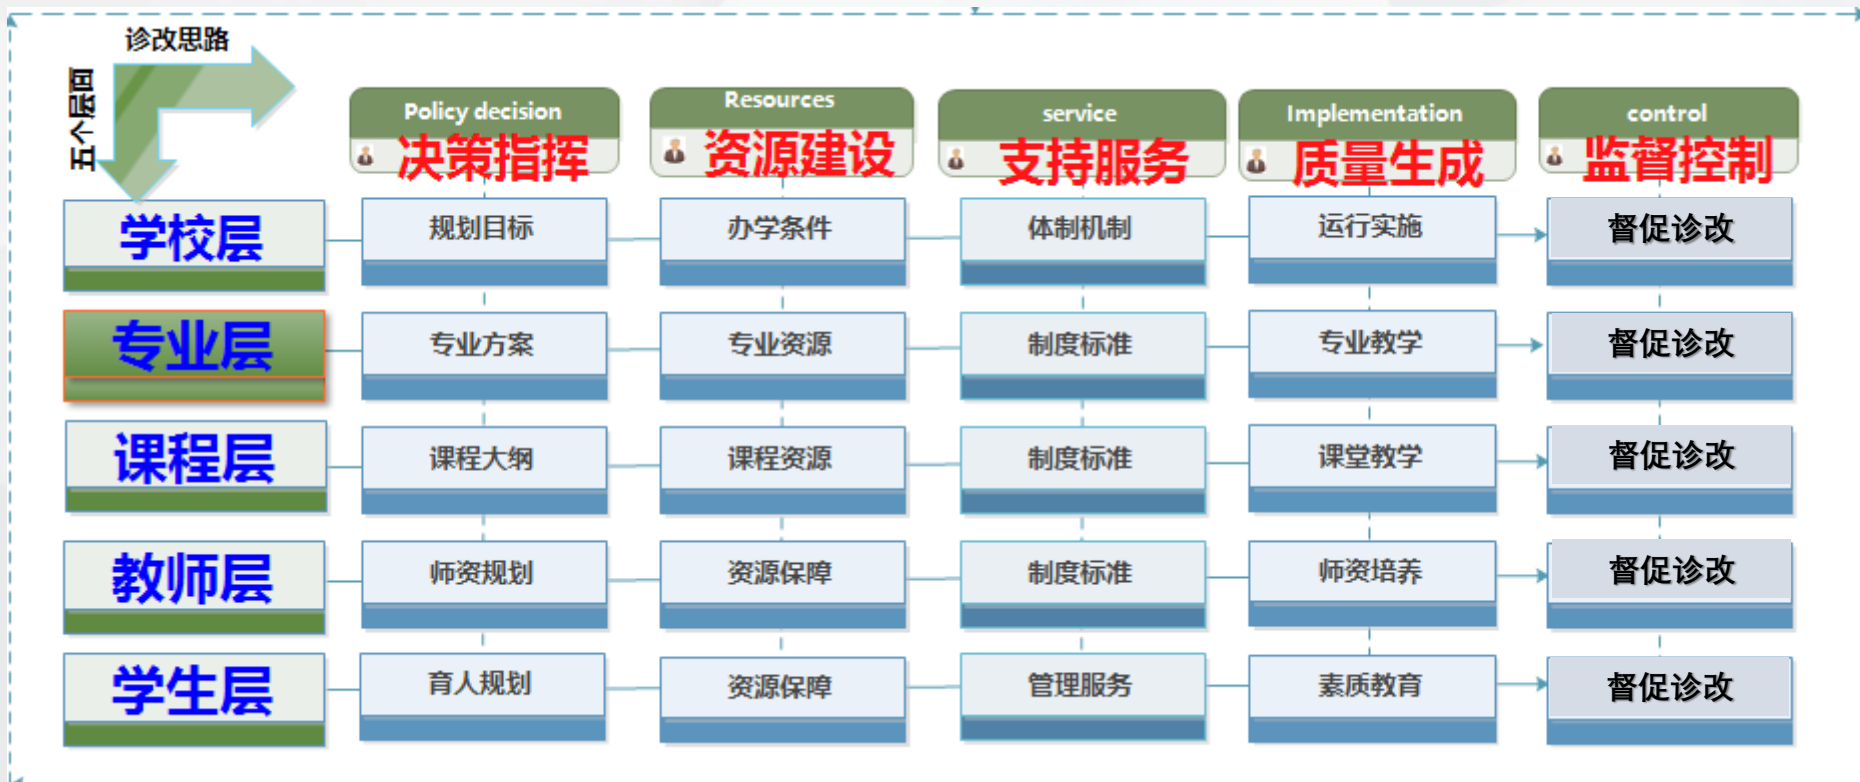 诊改思路
五个层面
Policy decision
决策指挥
Resources
资源建设
service
支持服务
Implementation
质量生成
control
监督控制
学校层
规划目标
办学条件
体制机制
运行实施
督促诊改
专业层
专业方案
专业资源
制度标准
专业教学
督促诊改
课程层
课程大纲
课程资源
制度标准
课堂教学
督促诊改
教师层
师资规划
资源保障
制度标准
师资培养
督促诊改
学生层
育人规划
资源保障
管理服务
素质教育
督促诊改